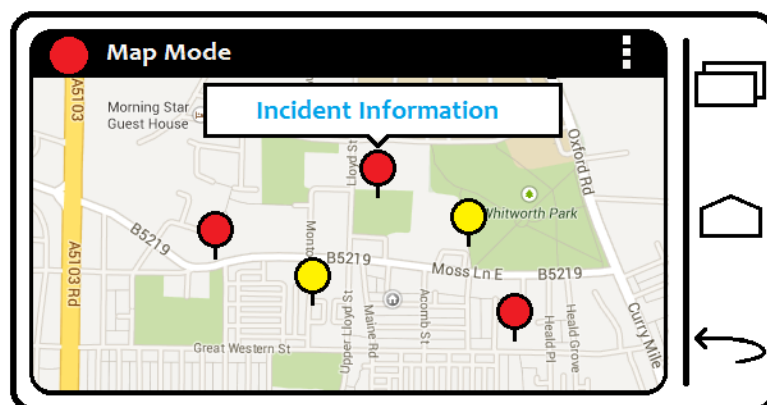 Map Mode
Incident Information
A5103
Morning Star
Guest House
Lloyd St
Oxford Rd
Whitworth Park
B5219
Monto
B5219
Moss Ln E
B5219
A5103 Rd
Upper Lloyd St
Maine Rd
Acomb St
Heald Pl
Heald Grove
Curry Mile
Great Western St